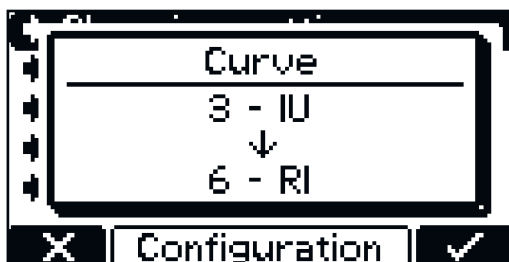 Curve
3 - IU
↓
6 - RI
X Configuration ✓